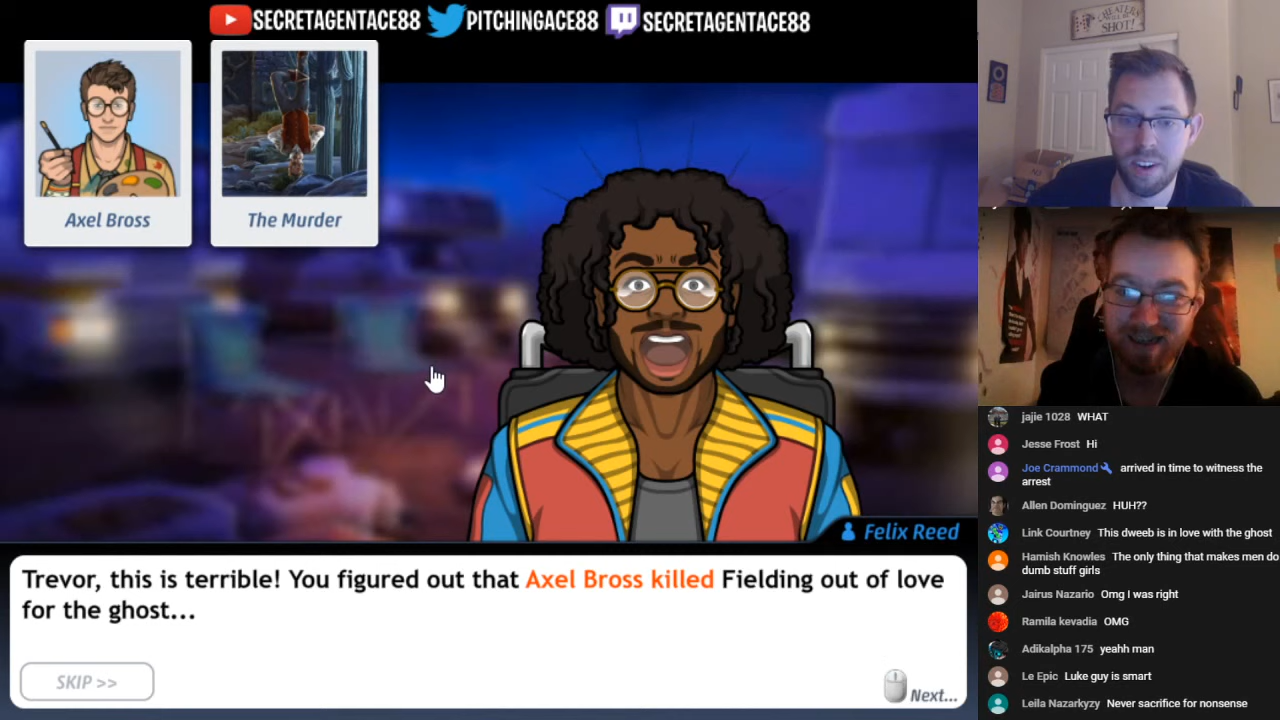 SECRETAGENTACE88 PITCHINGACE88 SECRETAGENTACE88
CHEATERS
SHOT!
Axel Bross
The Murder
Felix Reed
Trevor, this is terrible! You figured out that Axel Bross killed Fielding out of love
for the ghost...
SKIP >>
Next...
jajie 1028 WHAT
Jesse Frost Hi
Joe Crammond arrived in time to witness the
arrest
Allen Dominguez HUH??
Link Courtney This dweeb is in love with the ghost
Hamish Knowles The only thing that makes men do
dumb stuff girls
Jairus Nazario Omg I was right
Ramila kevadia OMG
Adikalpha 175 yeahh man
Le Epic Luke guy is smart
Leila Nazarkyzy Never sacrifice for nonsense